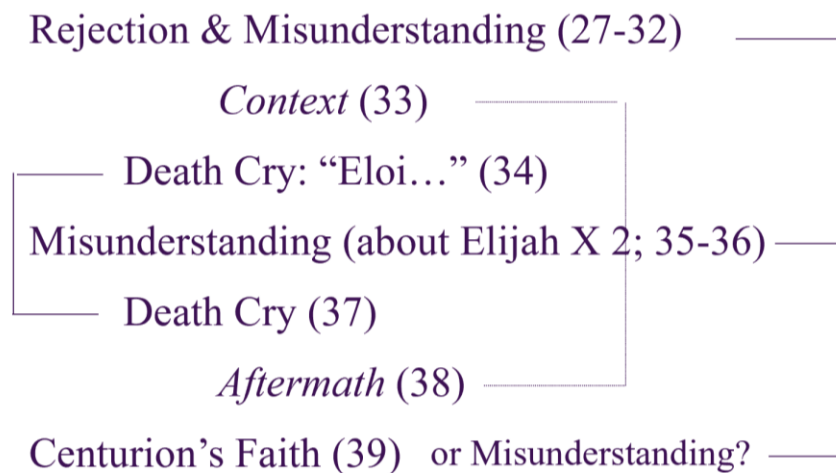 Rejection & Misunderstanding (27-32)
Context (33)
Death Cry: “Eloi…” (34)
Misunderstanding (about Elijah X 2; 35-36)
Death Cry (37)
Aftermath (38)
Centurion’s Faith (39) or Misunderstanding?